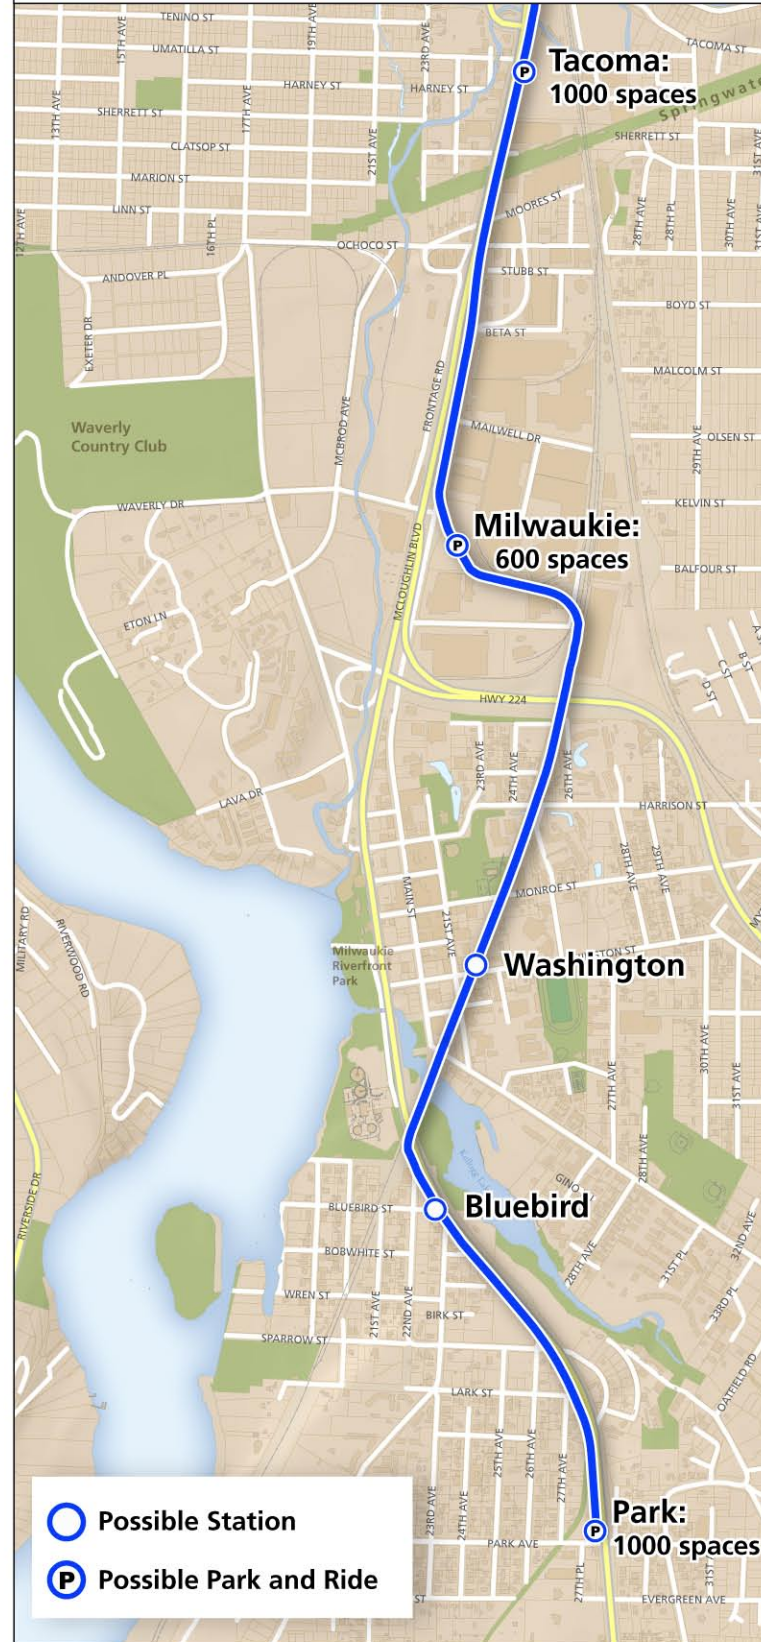 TENINO ST
15TH AVE
19TH AVE
23RD AVE
UMATILLA ST
TACOMA ST
Tacoma:
1000 spaces
HARNEY ST
HARNEY ST
13TH AVE
17TH AVE
SHERRETT ST
SHERRETT ST
CLATSOP ST
21ST AVE
31ST AVE
MARION ST
MOORES ST
LINN ST
12TH AVE
16TH PL
28TH AVE
28TH PL
30TH AVE
31ST AVE
OCHOCO ST
ANDOVER PL
STUBB ST
BOYD ST
EXETER DR
BETA ST
MALCOLM ST
FRONTAGE RD
MCBROD AVE
Waverly
Country Club
MAILWELL DR
29TH AVE
OLSEN ST
WAVERLY DR
KELVIN ST
Milwaukie:
600 spaces
MCLOUGHLIN BLVD
BALFOUR ST
ETON LN
B ST
C ST
D ST
HWY 224
23RD AVE
24TH AVE
26TH AVE
LAVA DR
HARRISON ST
28TH AVE
29TH AVE
MAIN ST
MONROE ST
21ST AVE
MILITARY RD
RIVERWOOD RD
Milwaukie
Riverfront
Park
Washington
30TH AVE
27TH AVE
31ST AVE
28TH AVE
RIVERSIDE DR
GINO
BLUEBIRD ST
Bluebird
32ND AVE
BOBWHITE ST
28TH AVE
31ST PL
WREN ST
33RD PL
21ST AVE
22ND AVE
BIRK ST
SPARROW ST
OATFIELD RD
LARK ST
25TH AVE
26TH AVE
27TH AVE
23RD AVE
24TH AVE
Possible Station
Park:
1000 spaces
PARK AVE
Possible Park and Ride
27TH PL
ST
EVERGREEN AVE